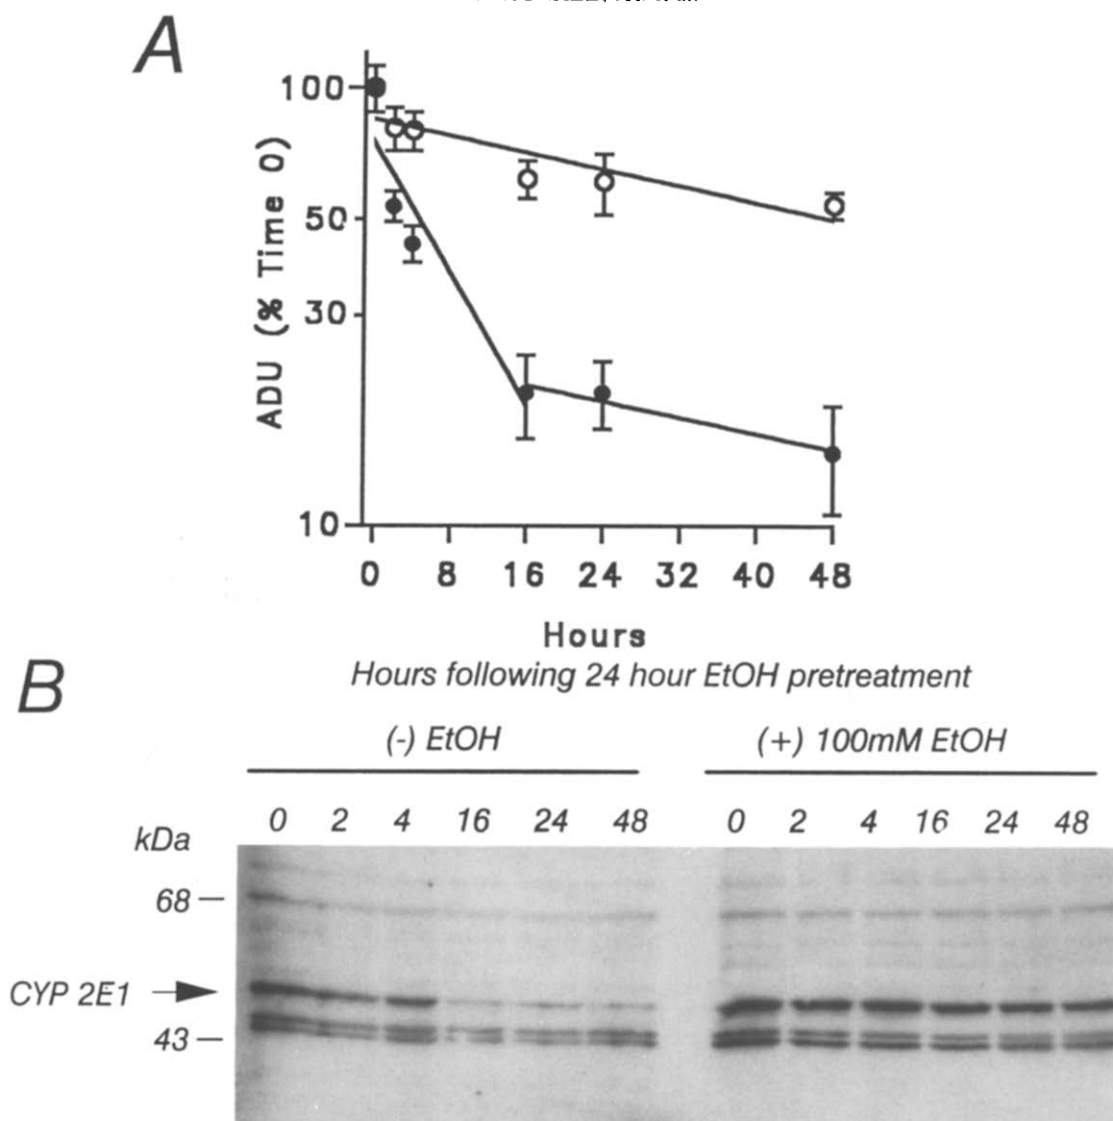 A
100
50
30
10
ADU (% Time 0)
0 8 16 24 32 40 48
Hours
B
Hours following 24 hour EtOH pretreatment
(-) EtOH (+) 100mM EtOH
kDa 0 2 4 16 24 48 0 2 4 16 24 48
68
CYP 2E1
43